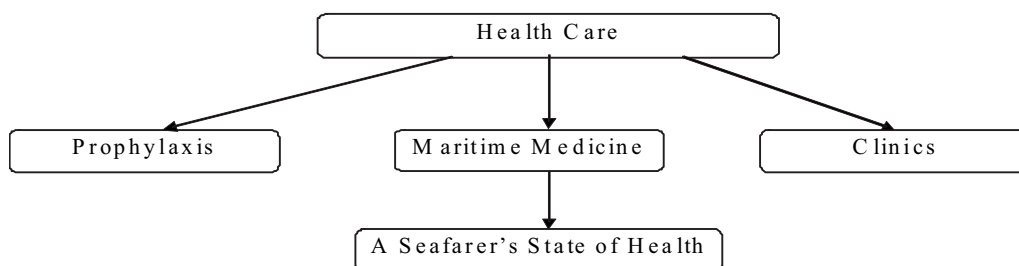 Health Care
Prophylaxis
Maritime Medicine
Clinics
A Seafarer's State of Health